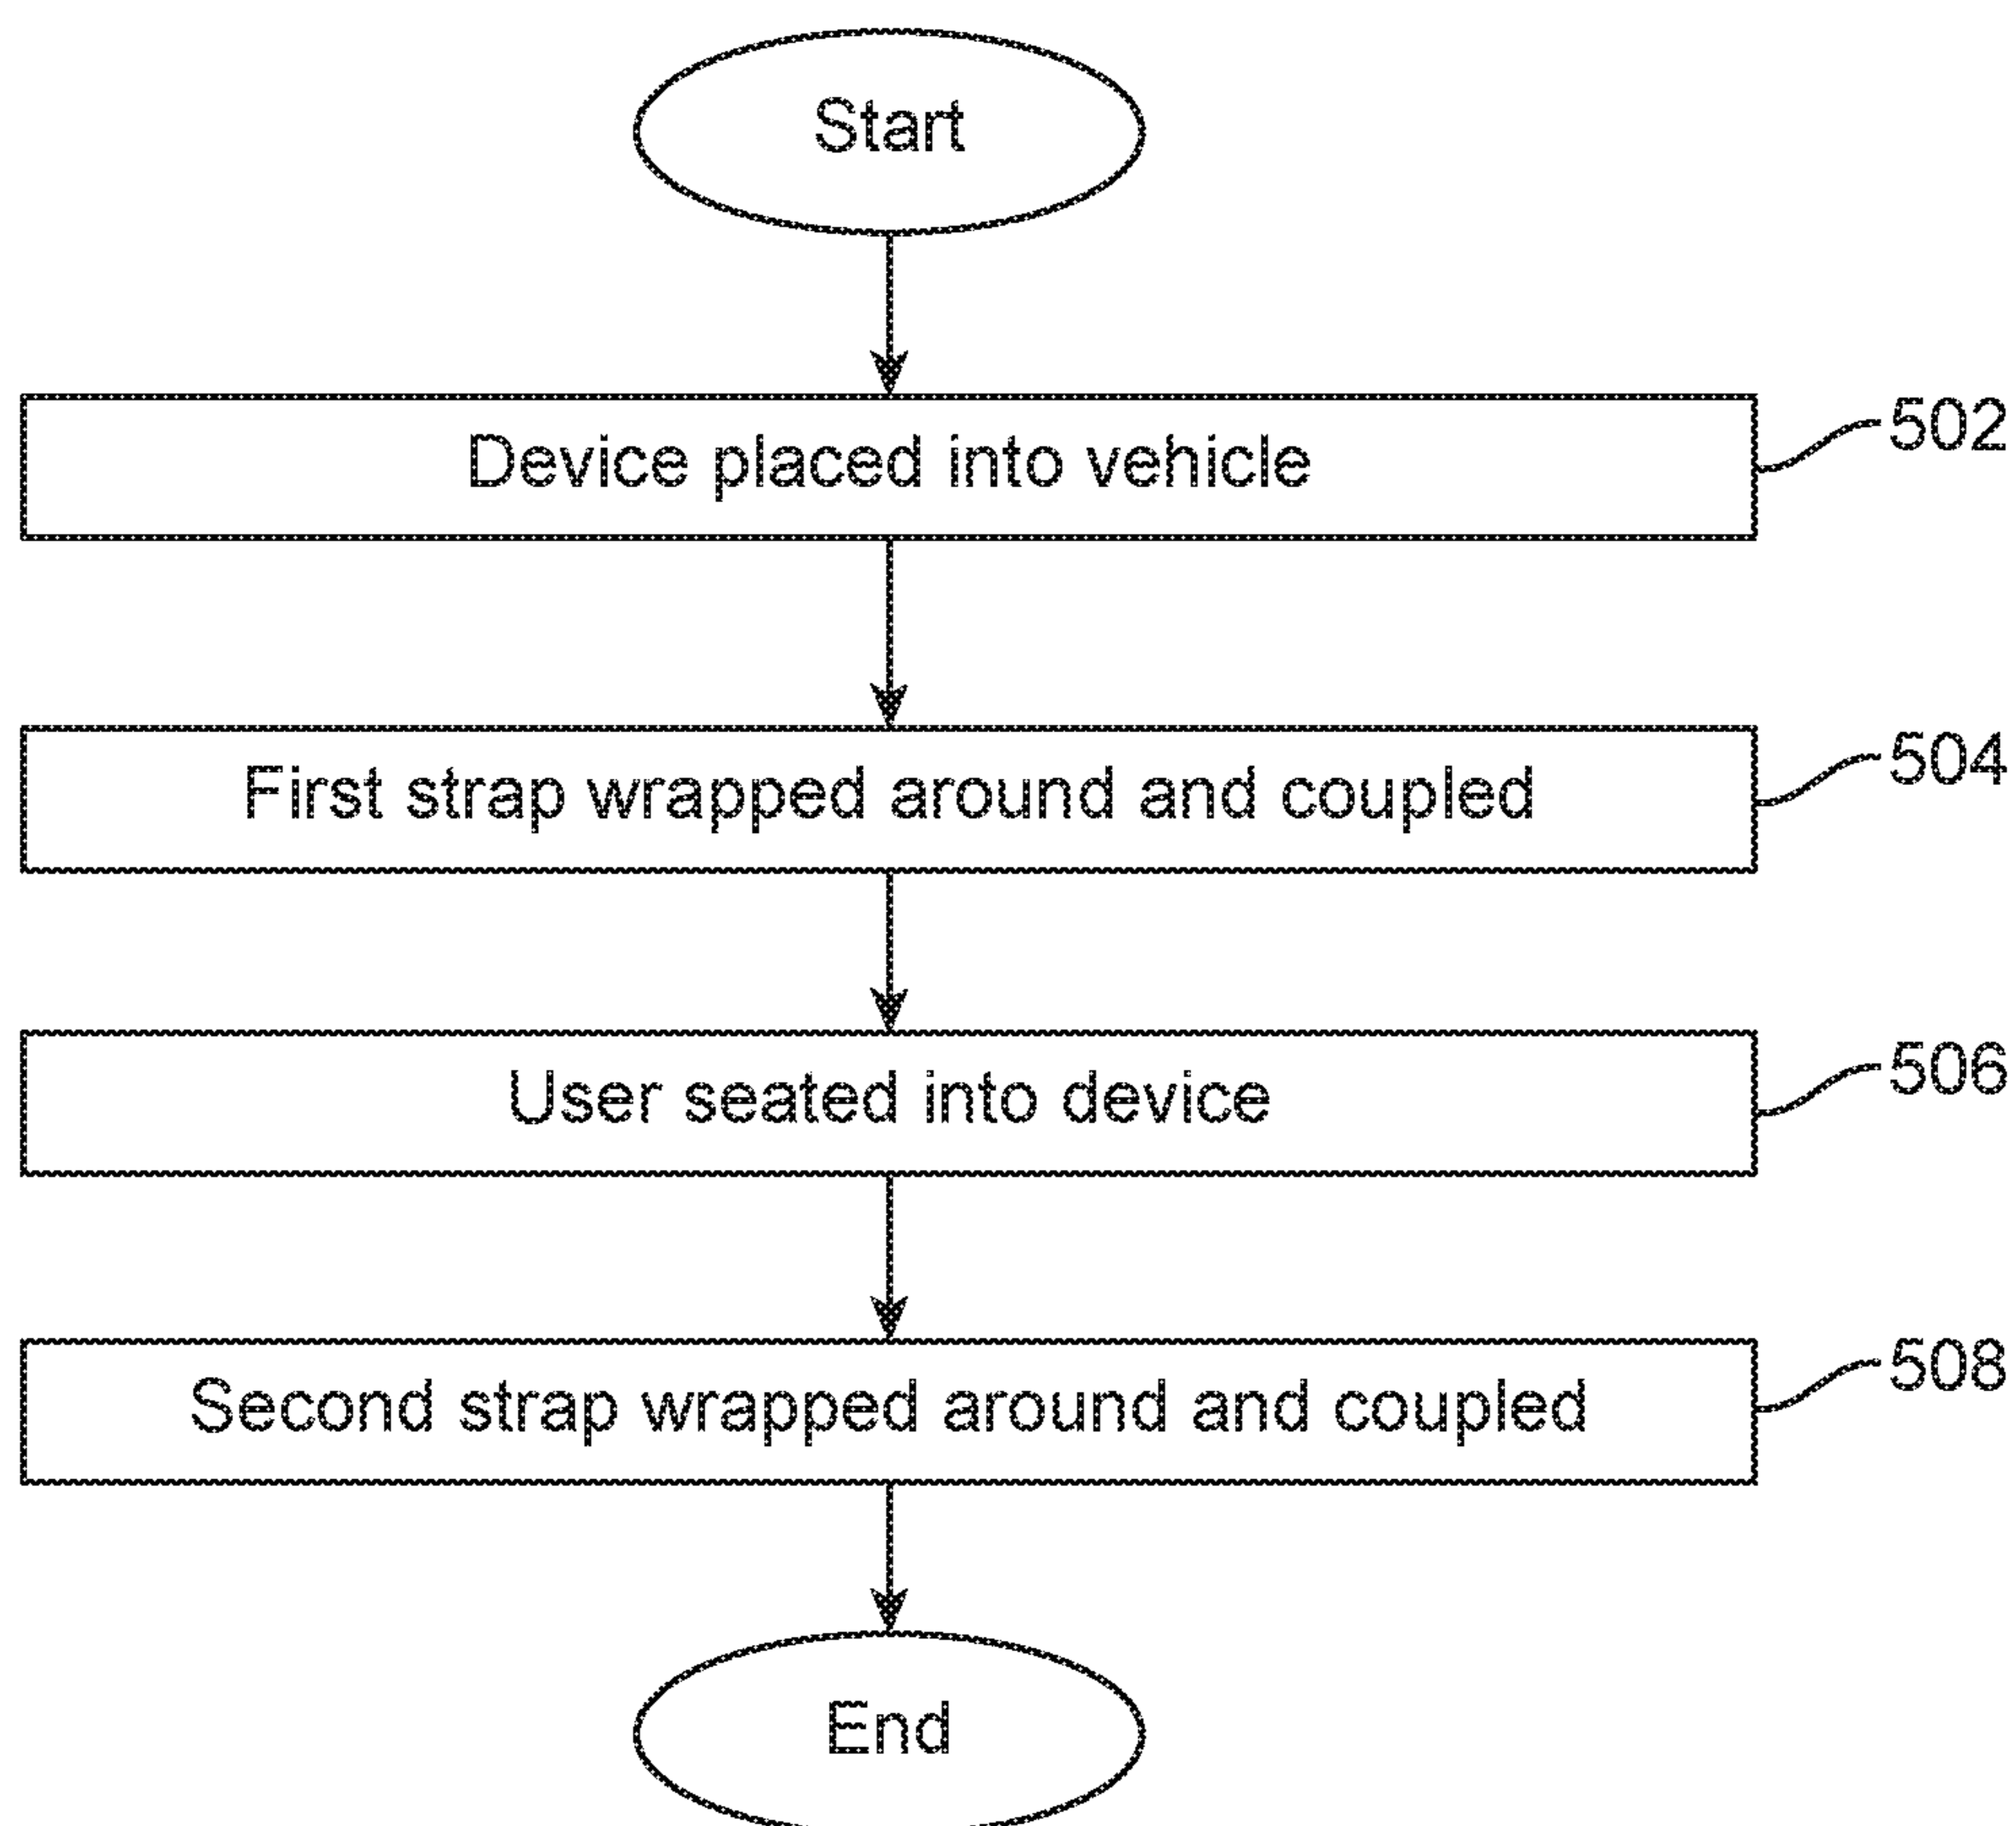 Start
Device placed into vehicle
502
First strap wrapped around and coupled
504
User seated into device
506
Second strap wrapped around and coupled
508
End